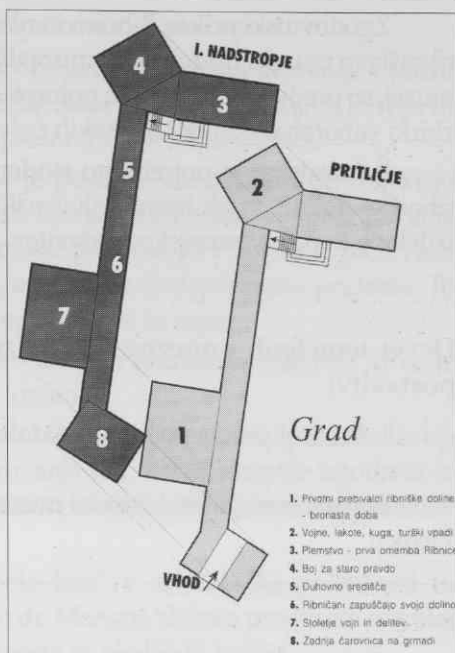 I. NADSTROPJE
4
3
5
6
7
8
PRITLIČJE
2
1
VHOD
Grad
1. Prvotni prebivalci ribniške doline
- bronasta doba
2. Vojne, lakote, kuga, turški vpadi
3. Plemstvo - prva omemba Ribnice
4. Boj za staro pravdo
5. Duhovno središče
6. Ribničani zapuščajo svojo dolino
7. Stoletje vojn in delitev
8. Zadnja čarovnica na grmadi